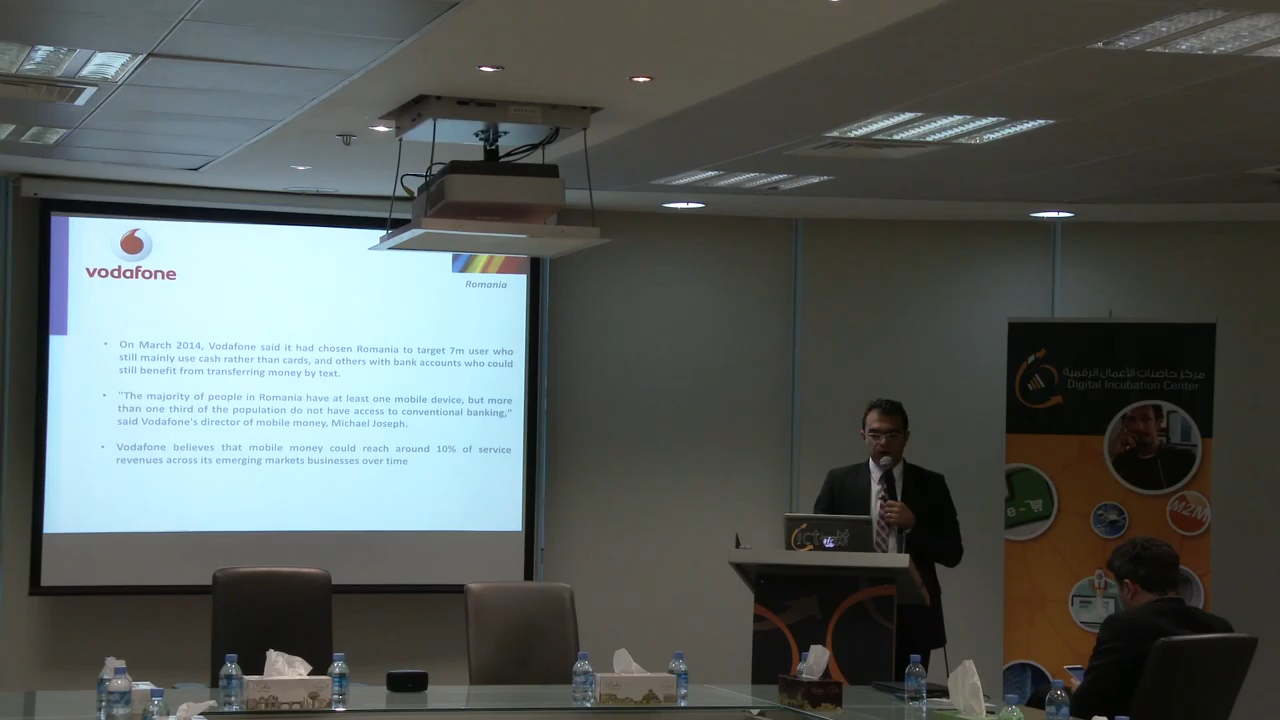 vodafone
Romania
• On March 2014, Vodafone said it had chosen Romania to target 7m user who
still mainly use cash rather than cards, and others with bank accounts who could
still benefit from transferring money by text.
• "The majority of people in Romania have at least one mobile device, but more
than one third of the population do not have access to conventional banking,"
said Vodafone's director of mobile money, Michael Joseph.
• Vodafone believes that mobile money could reach around 10% of service
revenues across its emerging markets businesses over time
مركز حاضنات الأعمال الرقمية
Digital Incubation Center
e-
M2M